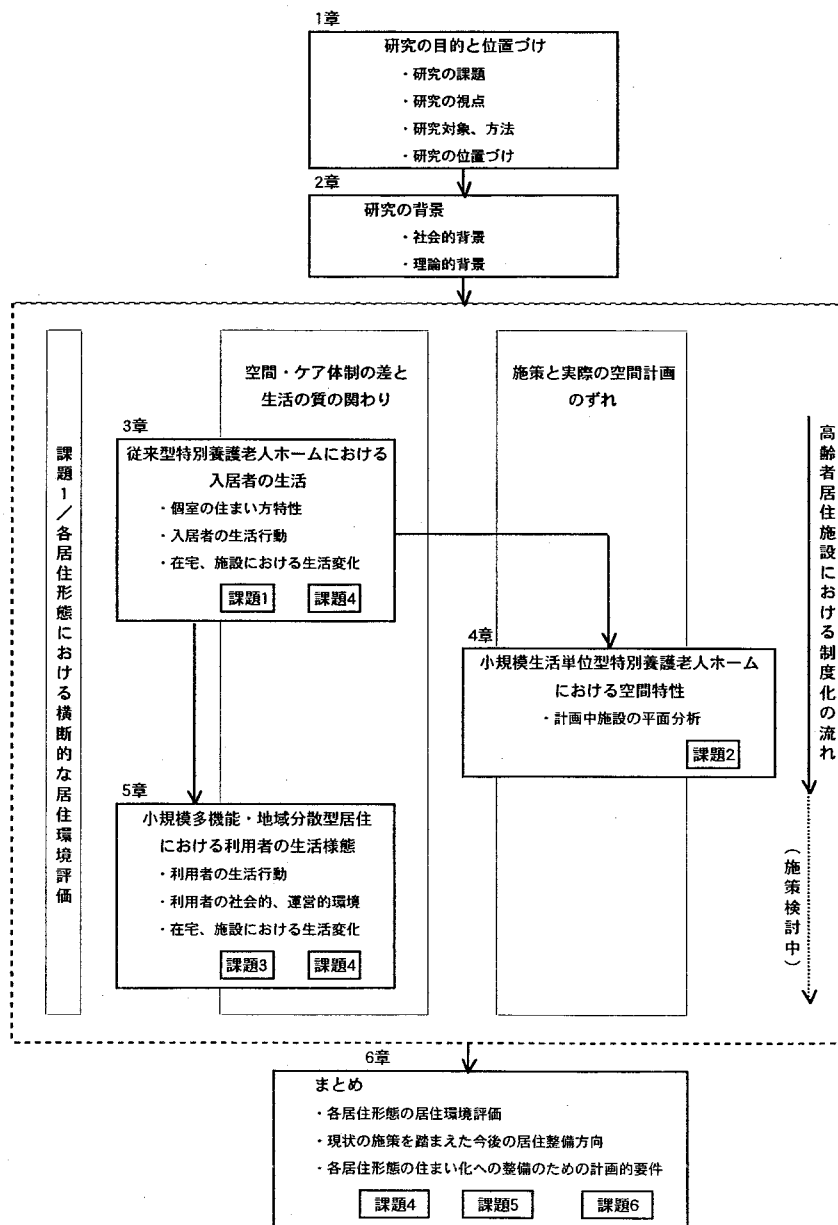 1章
研究の目的と位置づけ
・研究の課題
・研究の視点
・研究対象、方法
・研究の位置づけ
2章
研究の背景
・社会的背景
・理論的背景
課題1／各居住形態における横断的な居住環境評価
空間・ケア体制の差と
生活の質の関わり
施策と実際の空間計画
のずれ
高齢者居住施設における制度化の流れ
（施策検討中）
3章
従来型特別養護老人ホームにおける
入居者の生活
・個室の住まい方特性
・入居者の生活行動
・在宅、施設における生活変化
課題1 課題4
4章
小規模生活単位型特別養護老人ホーム
における空間特性
・計画中施設の平面分析
課題2
5章
小規模多機能・地域分散型居住
における利用者の生活様態
・利用者の生活行動
・利用者の社会的、運営的環境
・在宅、施設における生活変化
課題3 課題4
6章
まとめ
・各居住形態の居住環境評価
・現状の施策を踏まえた今後の居住整備方向
・各居住形態の住まい化への整備のための計画的要件
課題4 課題5 課題6